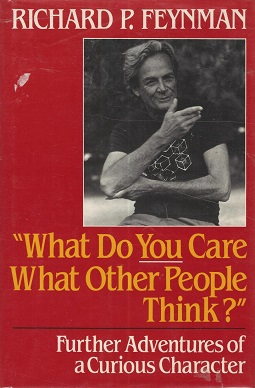 RICHARD P. FEYNMAN
"What Do You Care
What Other People
Think?"
Further Adventures of
a Curious Character